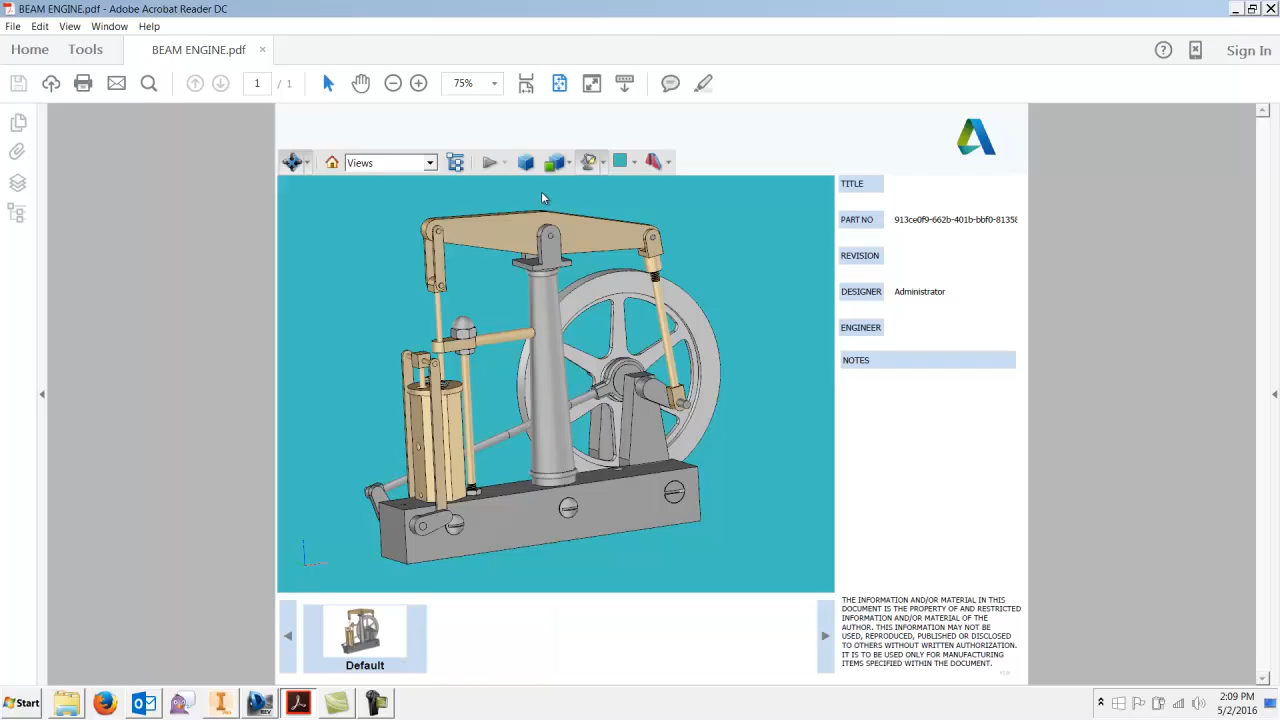 BEAM ENGINE.pdf - Adobe Acrobat Reader DC
File Edit View Window Help
Home Tools BEAM ENGINE.pdf × Sign In
1 / 1 75%
Views
TITLE
PART NO 913ce0f9-662b-401b-bbf0-81358
REVISION
DESIGNER Administrator
ENGINEER
NOTES
Default
THE INFORMATION AND/OR MATERIAL IN THIS
DOCUMENT IS THE PROPERTY OF AND RESTRICTED
INFORMATION AND/OR MATERIAL OF THE
AUTHOR. THIS INFORMATION MAY NOT BE
USED, REPRODUCED, PUBLISHED OR DISCLOSED
TO OTHERS WITHOUT WRITTEN AUTHORIZATION.
IT IS TO BE USED ONLY FOR MANUFACTURING
ITEMS SPECIFIED WITHIN THE DOCUMENT.
Start
2:09 PM
5/2/2016